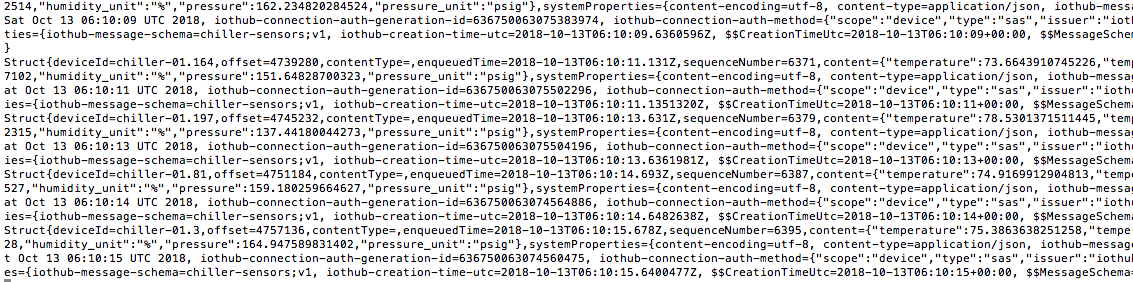 2514,"humidity_unit":"%","pressure":162.234820284524,"pressure_unit":"psig"},systemProperties={content-encoding=utf-8, content-type=application/json, iothub-messag
Sat Oct 13 06:10:09 UTC 2018, iothub-connection-auth-generation-id=636750063075383974, iothub-connection-auth-method={"scope":"device","type":"sas","issuer":"ioth
ties={iothub-message-schema=chiller-sensors;v1, iothub-creation-time-utc=2018-10-13T06:10:09.6360596Z, $$CreationTimeUtc=2018-10-13T06:10:09+00:00, $$MessageSchem
}
Struct{deviceId=chiller-01.164,offset=4739280,contentType=,enqueuedTime=2018-10-13T06:10:11.131Z,sequenceNumber=6371,content={"temperature":73.6643910745226,"temp
7102,"humidity_unit":"%","pressure":151.64828700323,"pressure_unit":"psig"},systemProperties={content-encoding=utf-8, content-type=application/json, iothub-messag
at Oct 13 06:10:11 UTC 2018, iothub-connection-auth-generation-id=636750063075502296, iothub-connection-auth-method={"scope":"device","type":"sas","issuer":"iothu
ies={iothub-message-schema=chiller-sensors;v1, iothub-creation-time-utc=2018-10-13T06:10:11.1351320Z, $$CreationTimeUtc=2018-10-13T06:10:11+00:00, $$MessageSchema
Struct{deviceId=chiller-01.197,offset=4745232,contentType=,enqueuedTime=2018-10-13T06:10:13.631Z,sequenceNumber=6379,content={"temperature":78.5301371511445,"temp
2315,"humidity_unit":"%","pressure":137.44180044273,"pressure_unit":"psig"},systemProperties={content-encoding=utf-8, content-type=application/json, iothub-messag
at Oct 13 06:10:13 UTC 2018, iothub-connection-auth-generation-id=636750063075504196, iothub-connection-auth-method={"scope":"device","type":"sas","issuer":"iothu
ies={iothub-message-schema=chiller-sensors;v1, iothub-creation-time-utc=2018-10-13T06:10:13.6361981Z, $$CreationTimeUtc=2018-10-13T06:10:13+00:00, $$MessageSchema
Struct{deviceId=chiller-01.81,offset=4751184,contentType=,enqueuedTime=2018-10-13T06:10:14.693Z,sequenceNumber=6387,content={"temperature":74.9169912904813,"tempe
527,"humidity_unit":"%","pressure":159.180259664627,"pressure_unit":"psig"},systemProperties={content-encoding=utf-8, content-type=application/json, iothub-messag
at Oct 13 06:10:14 UTC 2018, iothub-connection-auth-generation-id=636750063074564886, iothub-connection-auth-method={"scope":"device","type":"sas","issuer":"iothu
ies={iothub-message-schema=chiller-sensors;v1, iothub-creation-time-utc=2018-10-13T06:10:14.6482638Z, $$CreationTimeUtc=2018-10-13T06:10:14+00:00, $$MessageSchema
Struct{deviceId=chiller-01.3,offset=4757136,contentType=,enqueuedTime=2018-10-13T06:10:15.678Z,sequenceNumber=6395,content={"temperature":75.3863638251258,"temper
28,"humidity_unit":"%","pressure":164.947589831402,"pressure_unit":"psig"},systemProperties={content-encoding=utf-8, content-type=application/json, iothub-message
t Oct 13 06:10:15 UTC 2018, iothub-connection-auth-generation-id=636750063074560475, iothub-connection-auth-method={"scope":"device","type":"sas","issuer":"iothub
es={iothub-message-schema=chiller-sensors;v1, iothub-creation-time-utc=2018-10-13T06:10:15.6400477Z, $$CreationTimeUtc=2018-10-13T06:10:15+00:00, $$MessageSchema=